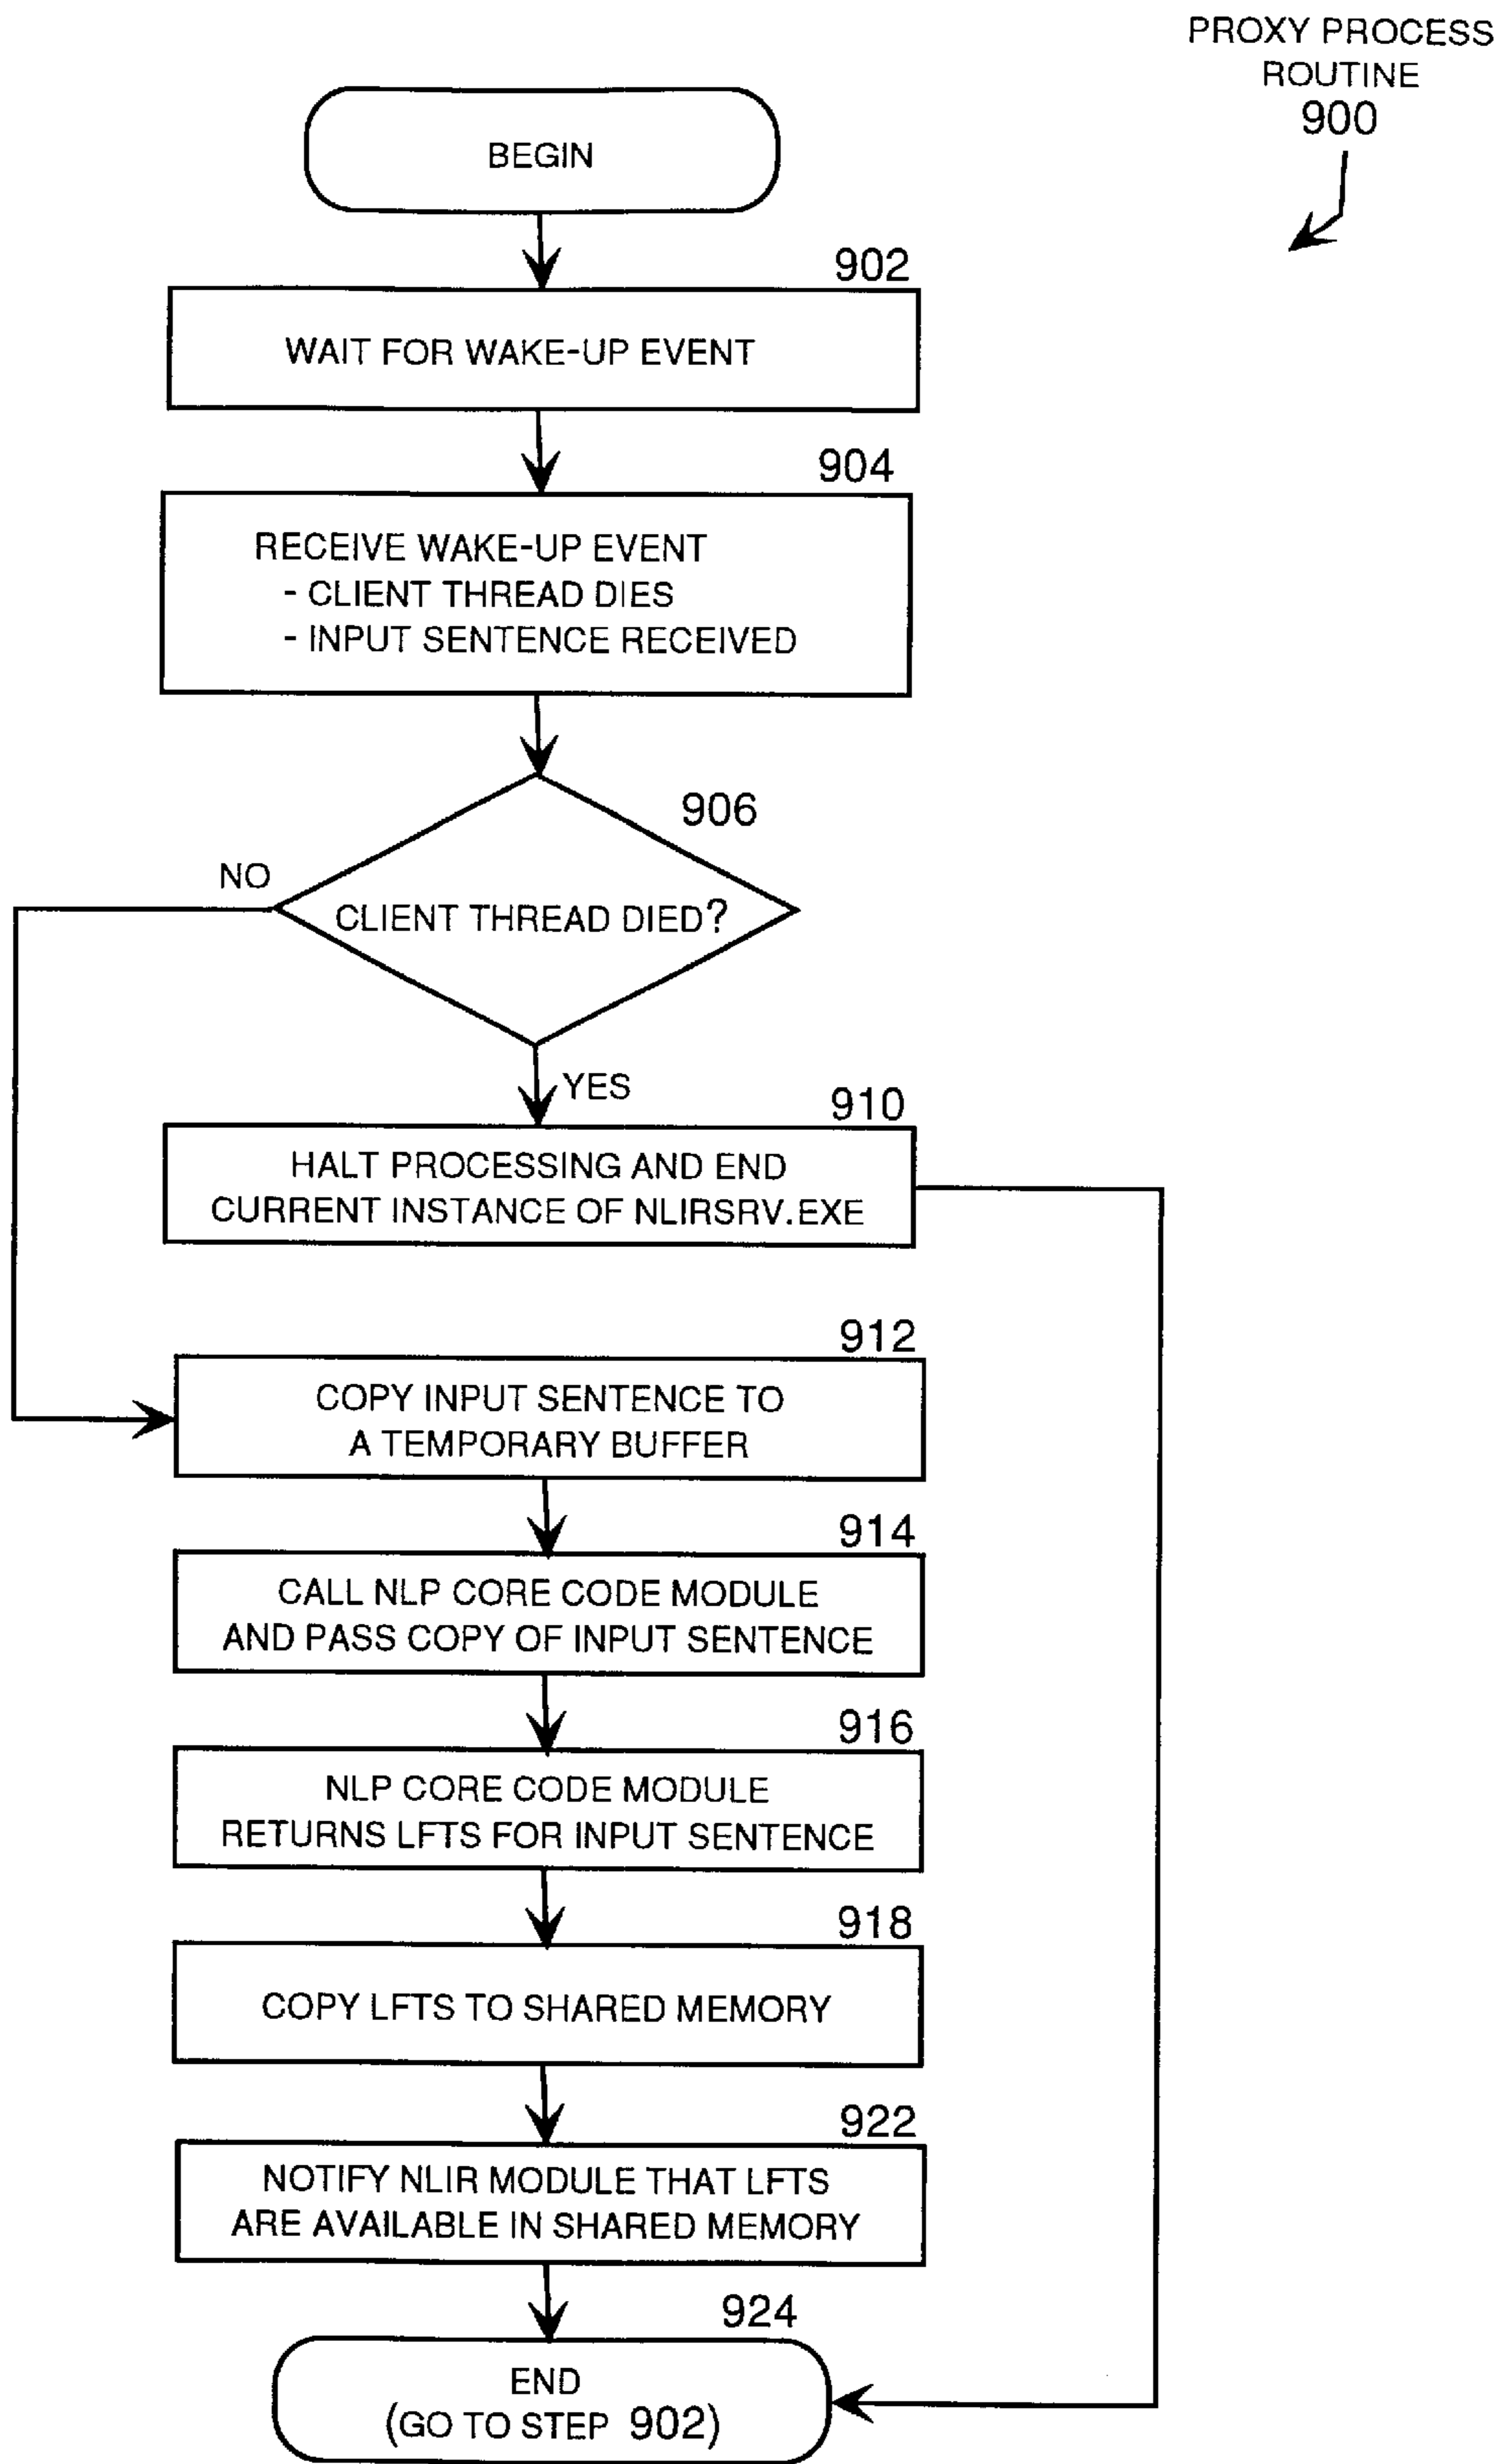 PROXY PROCESS
ROUTINE
900
BEGIN
902
WAIT FOR WAKE-UP EVENT
904
RECEIVE WAKE-UP EVENT
- CLIENT THREAD DIES
- INPUT SENTENCE RECEIVED
906
NO
CLIENT THREAD DIED?
YES
910
HALT PROCESSING AND END
CURRENT INSTANCE OF NLIRSRV.EXE
912
COPY INPUT SENTENCE TO
A TEMPORARY BUFFER
914
CALL NLP CORE CODE MODULE
AND PASS COPY OF INPUT SENTENCE
916
NLP CORE CODE MODULE
RETURNS LFTS FOR INPUT SENTENCE
918
COPY LFTS TO SHARED MEMORY
922
NOTIFY NLIR MODULE THAT LFTS
ARE AVAILABLE IN SHARED MEMORY
924
END
(GO TO STEP 902)